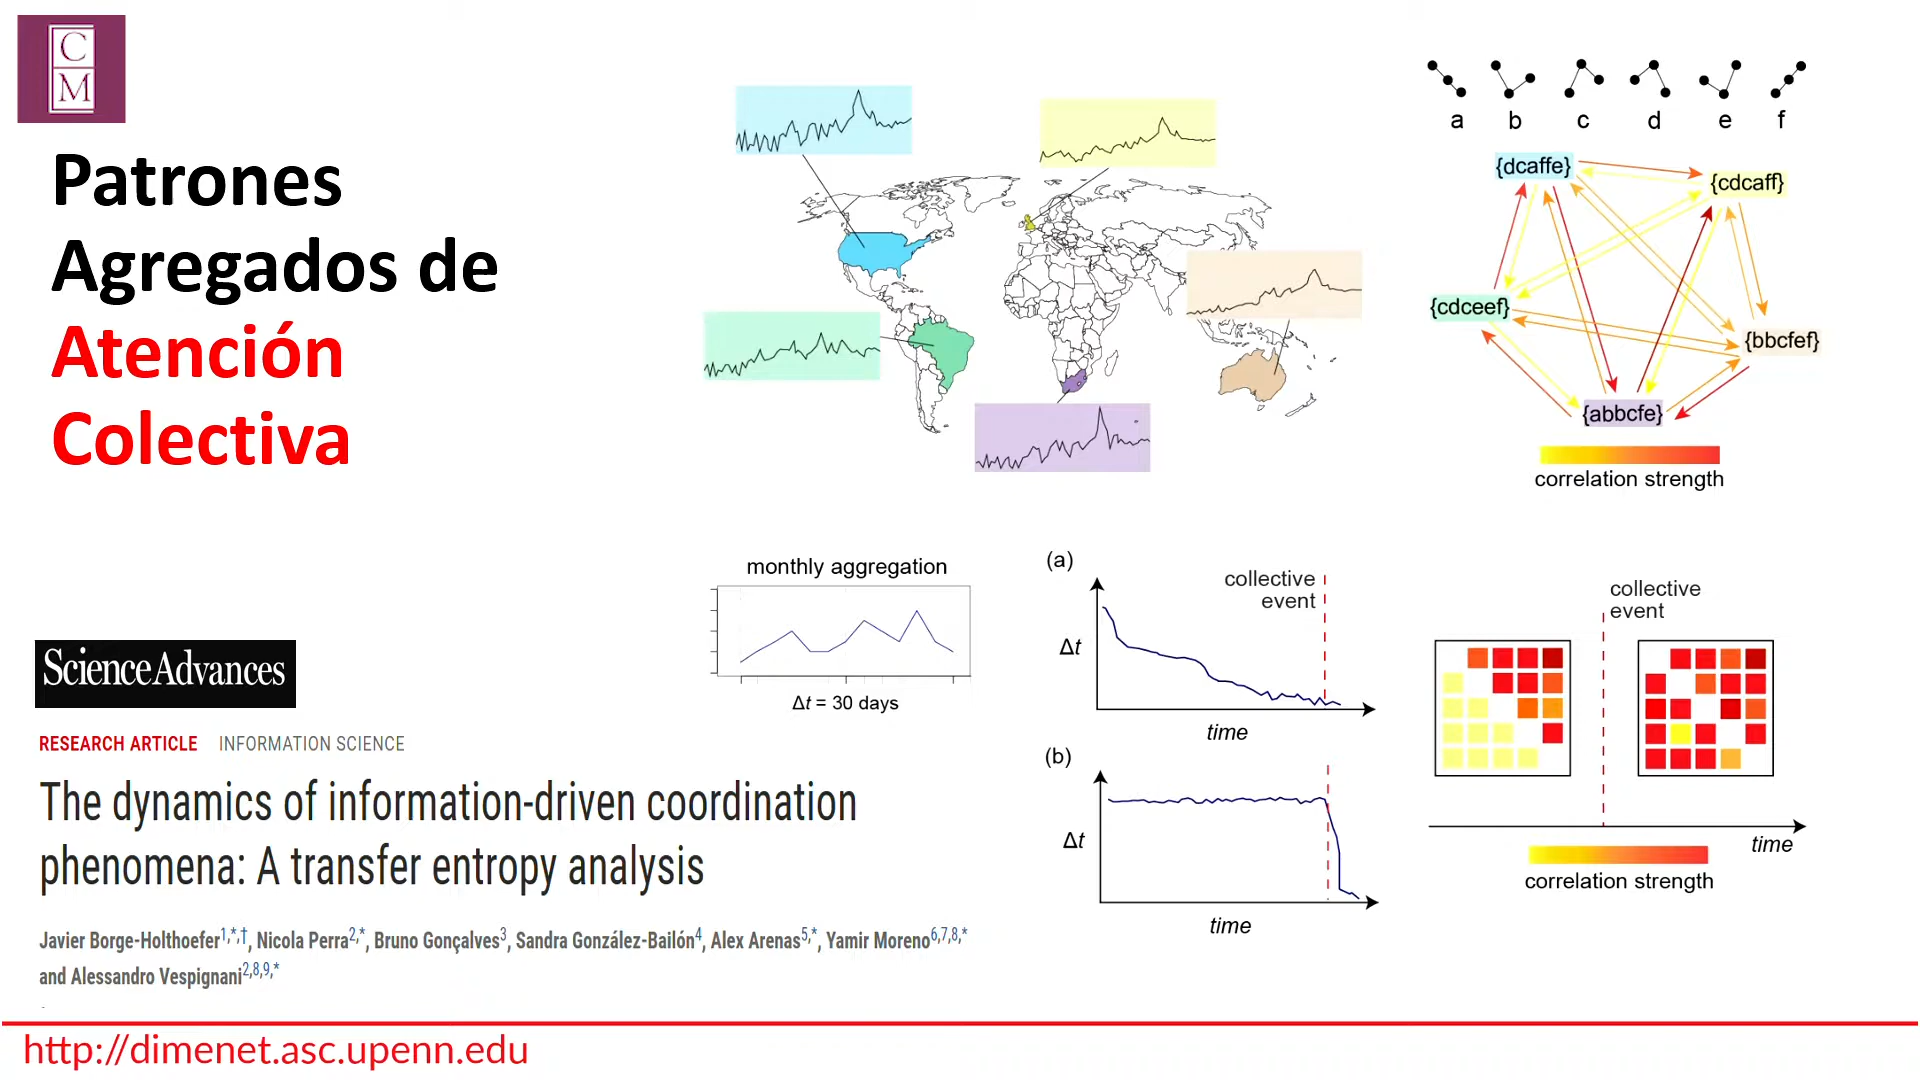 C
M
Patrones
Agregados de
Atención
Colectiva
a b c d e f
{dcaffe}
{cdcaff}
{cdceef}
{bbcfef}
{abbcfe}
correlation strength
monthly aggregation
Δt = 30 days
(a)
collective
event
Δt
time
(b)
Δt
time
collective
event
time
correlation strength
ScienceAdvances
RESEARCH ARTICLE INFORMATION SCIENCE
The dynamics of information-driven coordination
phenomena: A transfer entropy analysis
Javier Borge-Holthoefer1,*,†, Nicola Perra2,*, Bruno Gonçalves3, Sandra González-Bailón4, Alex Arenas5,*, Yamir Moreno6,7,8,*
and Alessandro Vespignani2,8,9,*
http://dimenet.asc.upenn.edu